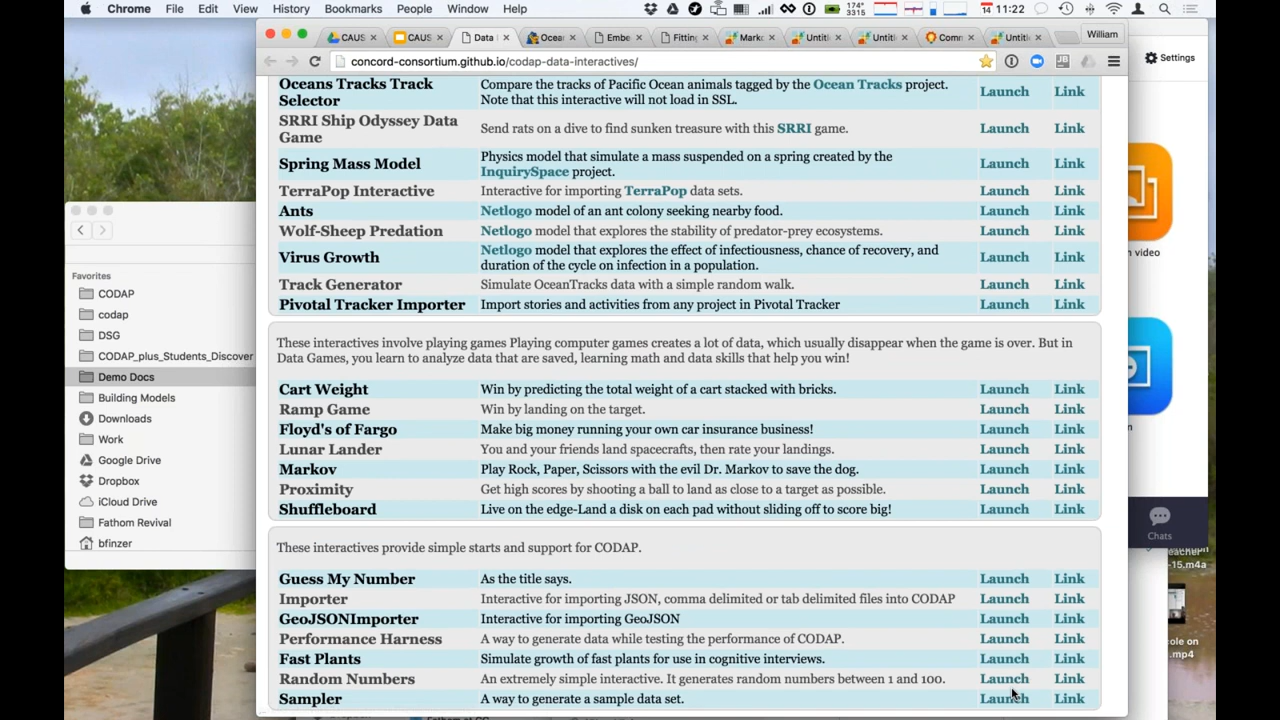 Chrome File Edit View History Bookmarks People Window Help
174°
3315
14 11:22
CAUS
CAUS
Data
Ocea
Embe
Fitting
Marko
Untitl
Untitl
Comm
Untitl
William
concord-consortium.github.io/codap-data-interactives/
Settings
Oceans Tracks Track Selector
Compare the tracks of Pacific Ocean animals tagged by the Ocean Tracks project.
Note that this interactive will not load in SSL.
Launch Link
SRRI Ship Odyssey Data Game
Send rats on a dive to find sunken treasure with this SRRI game.
Launch Link
Spring Mass Model
Physics model that simulate a mass suspended on a spring created by the
InquirySpace project.
Launch Link
TerraPop Interactive Interactive for importing TerraPop data sets. Launch Link
Ants Netlogo model of an ant colony seeking nearby food. Launch Link
Wolf-Sheep Predation Netlogo model that explores the stability of predator-prey ecosystems. Launch Link
Virus Growth
Netlogo model that explores the effect of infectiousness, chance of recovery, and
duration of the cycle on infection in a population.
Launch Link
Track Generator Simulate OceanTracks data with a simple random walk. Launch Link
Pivotal Tracker Importer Import stories and activities from any project in Pivotal Tracker Launch Link
These interactives involve playing games Playing computer games creates a lot of data, which usually disappear when the game is over. But in
Data Games, you learn to analyze data that are saved, learning math and data skills that help you win!
Cart Weight Win by predicting the total weight of a cart stacked with bricks. Launch Link
Ramp Game Win by landing on the target. Launch Link
Floyd's of Fargo Make big money running your own car insurance business! Launch Link
Lunar Lander You and your friends land spacecrafts, then rate your landings. Launch Link
Markov Play Rock, Paper, Scissors with the evil Dr. Markov to save the dog. Launch Link
Proximity Get high scores by shooting a ball to land as close to a target as possible. Launch Link
Shuffleboard Live on the edge-Land a disk on each pad without sliding off to score big! Launch Link
These interactives provide simple starts and support for CODAP.
Guess My Number As the title says. Launch Link
Importer Interactive for importing JSON, comma delimited or tab delimited files into CODAP Launch Link
GeoJSONImporter Interactive for importing GeoJSON Launch Link
Performance Harness A way to generate data while testing the performance of CODAP. Launch Link
Fast Plants Simulate growth of fast plants for use in cognitive interviews. Launch Link
Random Numbers An extremely simple interactive. It generates random numbers between 1 and 100. Launch Link
Sampler A way to generate a sample data set. Launch Link
Favorites
CODAP
codap
DSG
CODAP_plus_Students_Discover
Demo Docs
Building Models
Downloads
Work
Google Drive
Dropbox
iCloud Drive
Fathom Revival
bfinzer
video
Chats
-15.m4a
cole on
.mp4